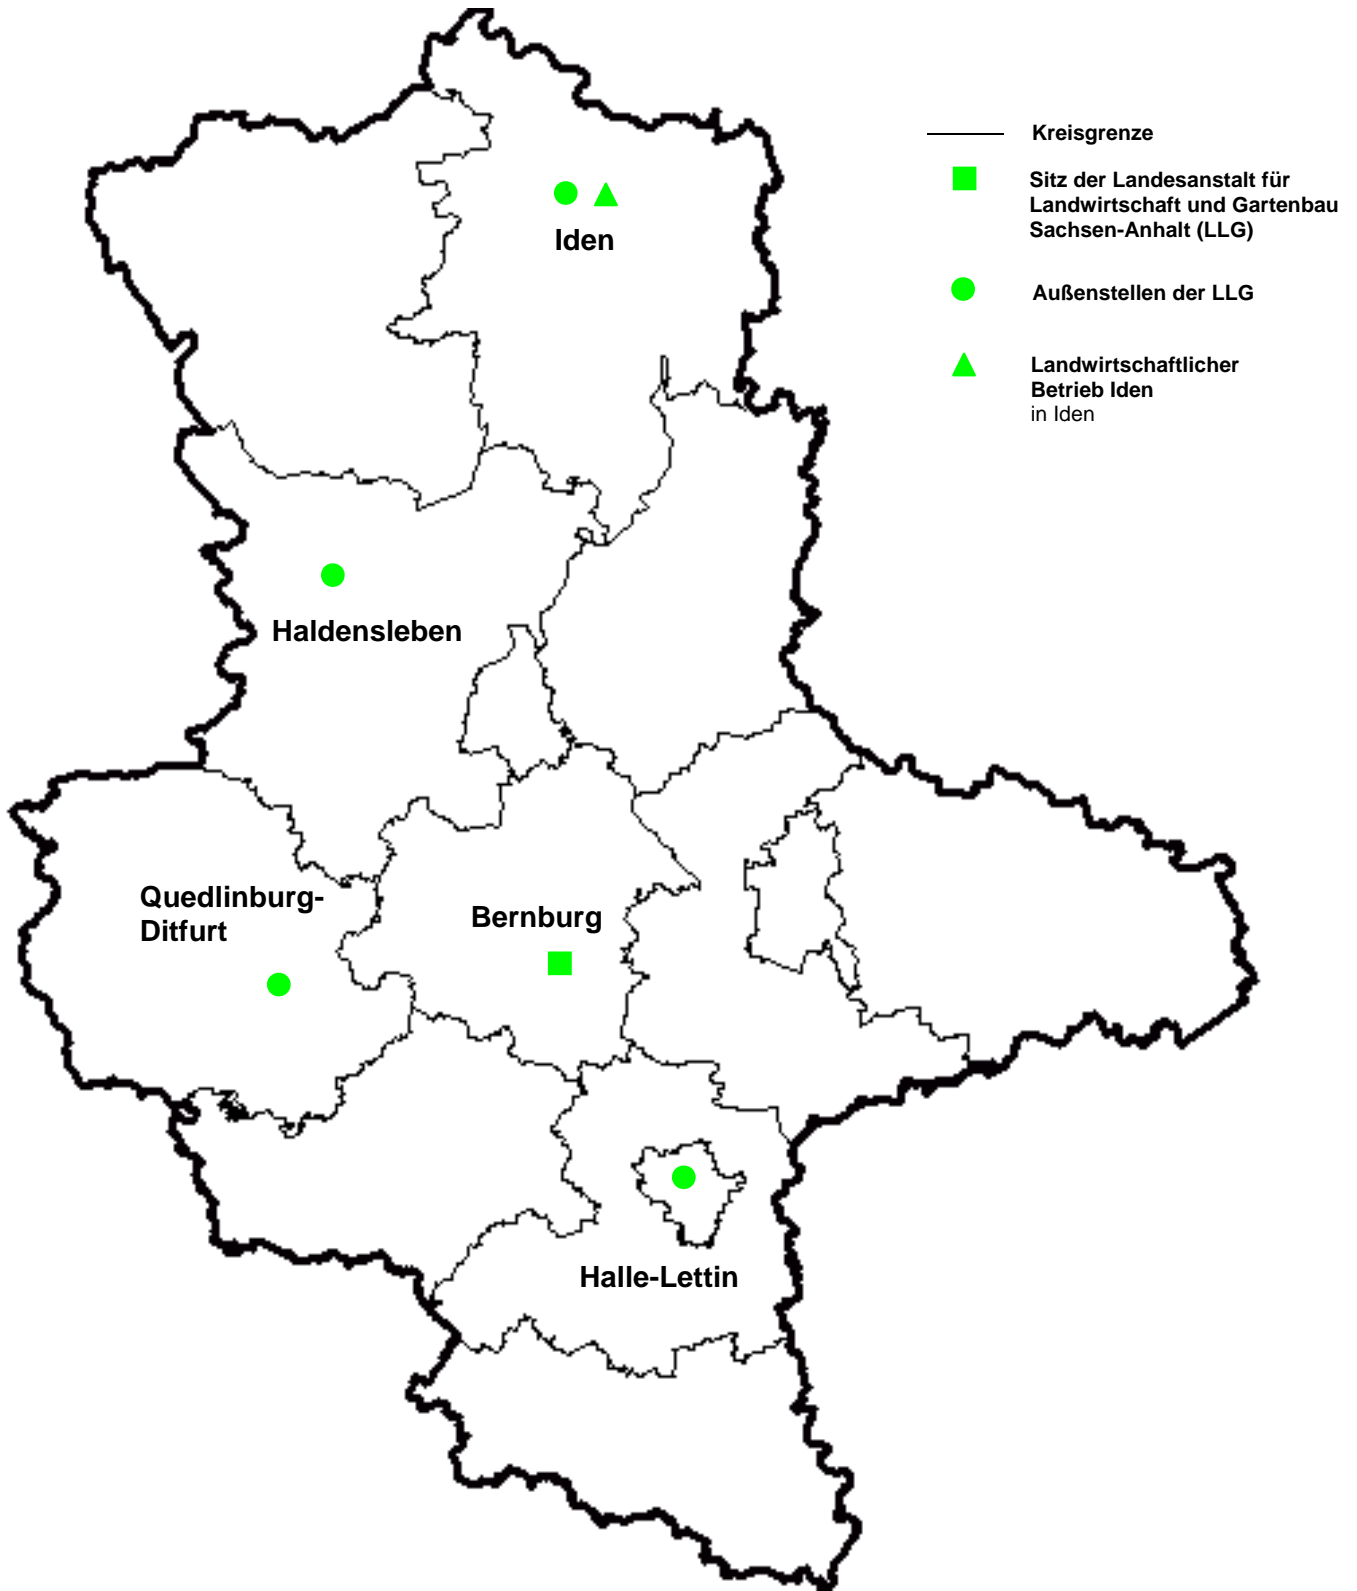 Kreisgrenze
Sitz der Landesanstalt für
Landwirtschaft und Gartenbau
Sachsen-Anhalt (LLG)
Außenstellen der LLG
Landwirtschaftlicher
Betrieb Iden
in Iden
Iden
Haldensleben
Quedlinburg-
Ditfurt
Bernburg
Halle-Lettin